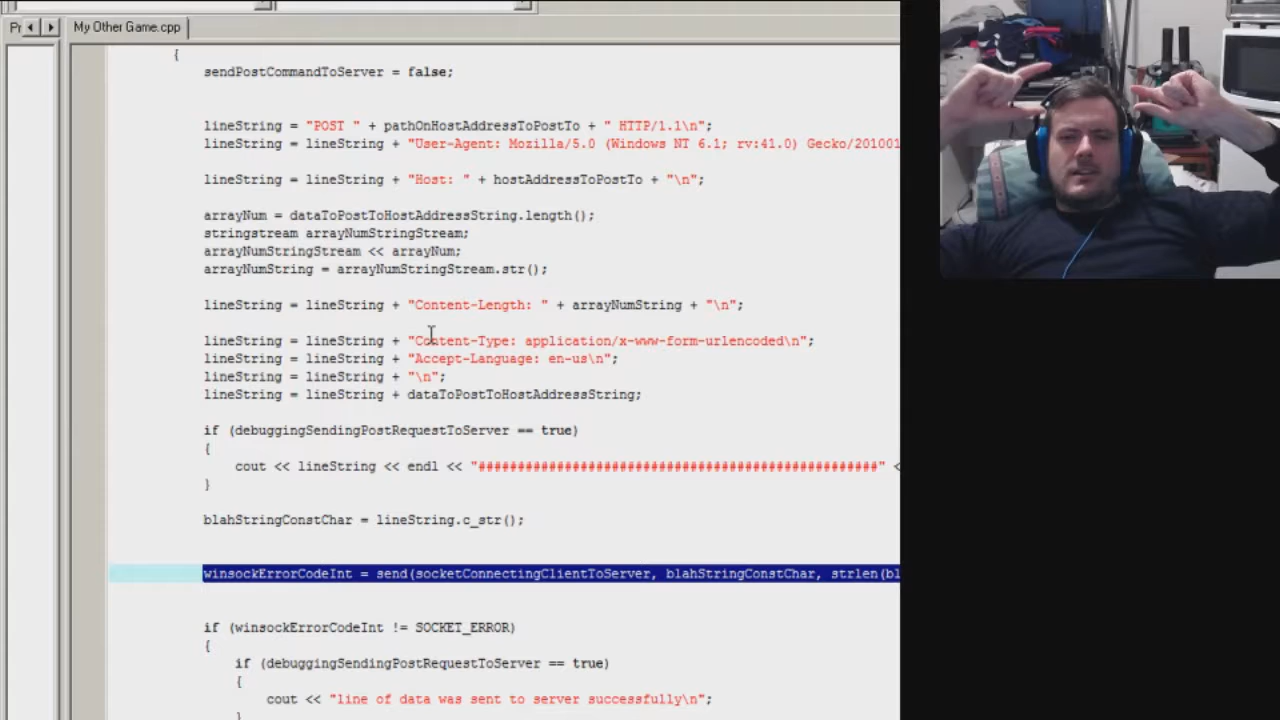 Pr
My Other Game.cpp
{
sendPostCommandToServer = false;
lineString = "POST " + pathOnHostAddressToPostTo + " HTTP/1.1\n";
lineString = lineString + "User-Agent: Mozilla/5.0 (Windows NT 6.1; rv:41.0) Gecko/201001
lineString = lineString + "Host: " + hostAddressToPostTo + "\n";
arrayNum = dataToPostToHostAddressString.length();
stringstream arrayNumStringStream;
arrayNumStringStream << arrayNum;
arrayNumString = arrayNumStringStream.str();
lineString = lineString + "Content-Length: " + arrayNumString + "\n";
lineString = lineString + "Content-Type: application/x-www-form-urlencoded\n";
lineString = lineString + "Accept-Language: en-us\n";
lineString = lineString + "\n";
lineString = lineString + dataToPostToHostAddressString;
if (debuggingSendingPostRequestToServer == true)
{
cout << lineString << endl << "###################################################" <
}
blahStringConstChar = lineString.c_str();
winsockErrorCodeInt = send(socketConnectingClientToServer, blahStringConstChar, strlen(bl
if (winsockErrorCodeInt != SOCKET_ERROR)
{
if (debuggingSendingPostRequestToServer == true)
{
cout << "line of data was sent to server successfully\n";
}